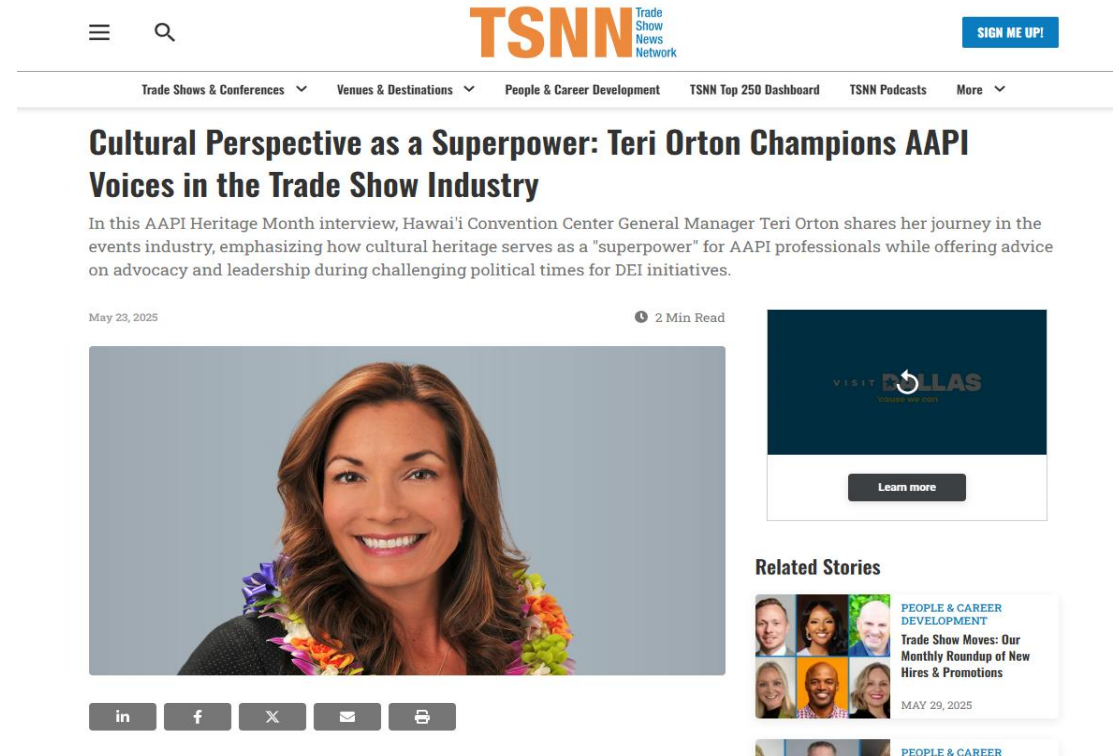 TSNN
Trade
Show
News
Network
SIGN ME UP!
Trade Shows & Conferences
Venues & Destinations
People & Career Development
TSNN Top 250 Dashboard
TSNN Podcasts
More
Cultural Perspective as a Superpower: Teri Orton Champions AAPI
Voices in the Trade Show Industry
In this AAPI Heritage Month interview, Hawai'i Convention Center General Manager Teri Orton shares her journey in the
events industry, emphasizing how cultural heritage serves as a "superpower" for AAPI professionals while offering advice
on advocacy and leadership during challenging political times for DEI initiatives.
May 23, 2025
2 Min Read
VISIT DALLAS
'cause we can
Learn more
Related Stories
PEOPLE & CAREER
DEVELOPMENT
Trade Show Moves: Our
Monthly Roundup of New
Hires & Promotions
MAY 29, 2025
PEOPLE & CAREER